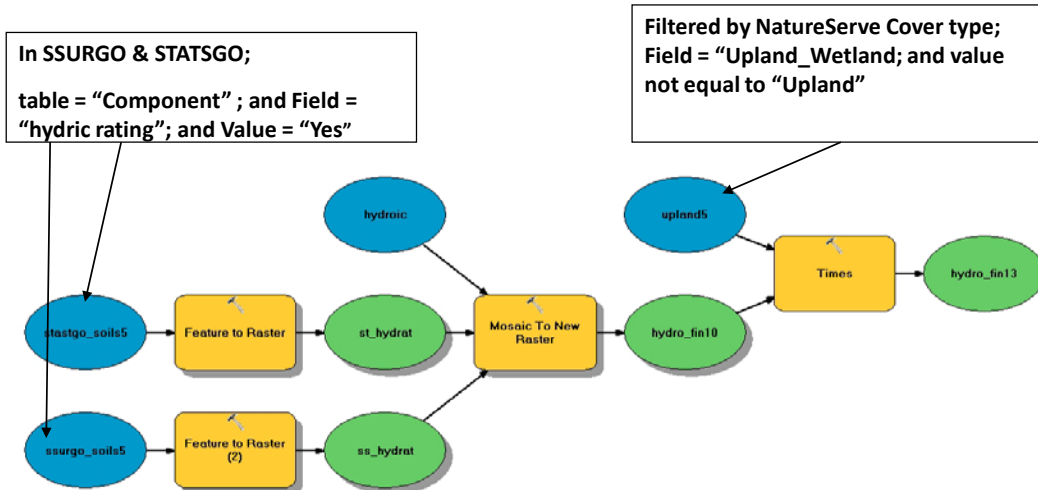 In SSURGO & STATSGO;
table = “Component” ; and Field =
“hydric rating”; and Value = “Yes”
Filtered by NatureServe Cover type;
Field = “Upland_Wetland; and value
not equal to “Upland”
hydroic
upland5
Times
hydro_fin13
stastgo_soils5
Feature to Raster
st_hydrat
Mosaic To New
Raster
hydro_fin10
ssurgo_soils5
Feature to Raster
(2)
ss_hydrat